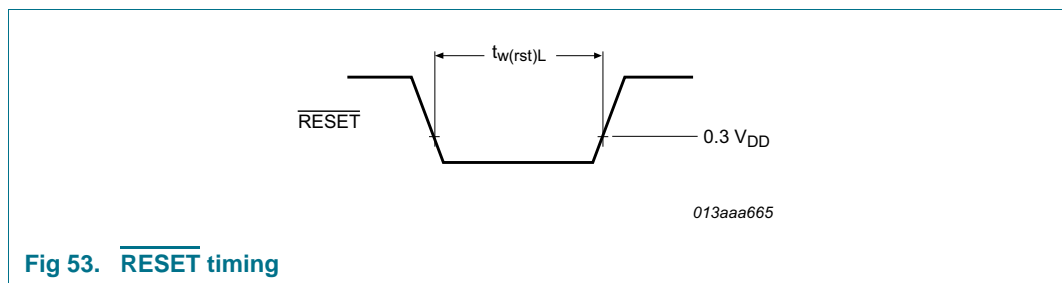 tw(rst)L
RESET
0.3 VDD
013aaa665
Fig 53. RESET timing